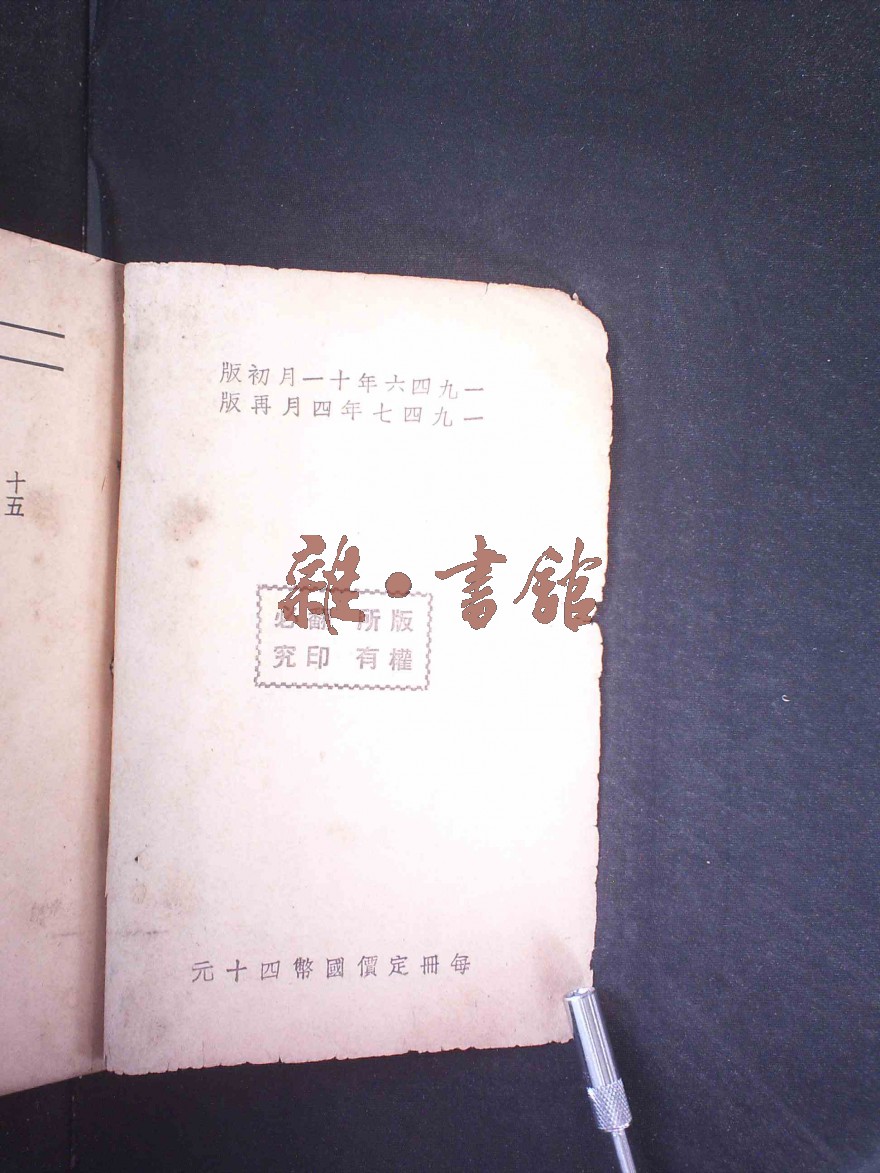 一九四六年十一月初版
一九四七年四月再版
雜·書館
版權所有
翻印必究
每冊定價國幣四十元
十五